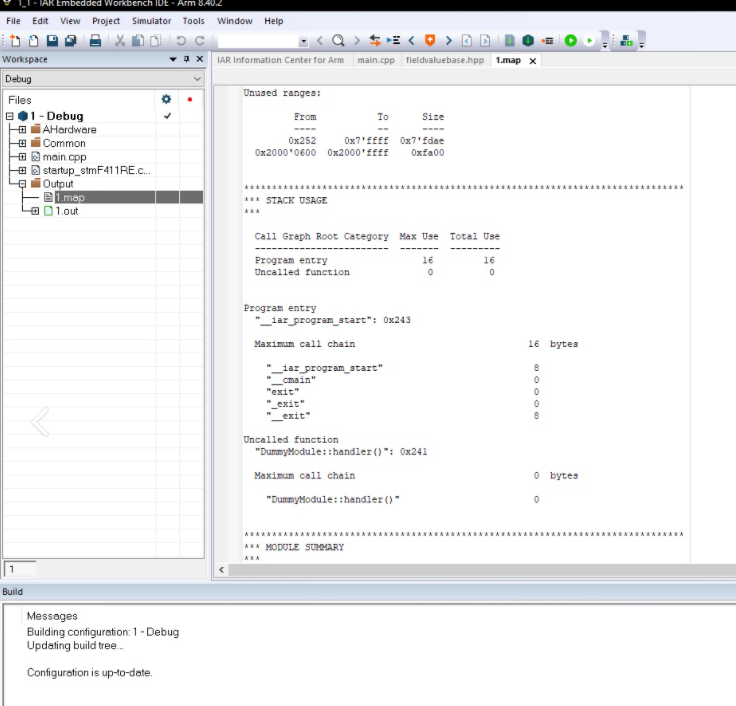 1_1 - IAR Embedded Workbench IDE - Arm 8.40.2
File Edit View Project Simulator Tools Window Help
Workspace
IAR Information Center for Arm main.cpp fieldvaluebase.hpp 1.map x
Debug
Files
1 - Debug
AHardware
Common
main.cpp
startup_stmF411RE.c...
Output
1.map
1.out
1
Unused ranges:
From To Size
---- -- ----
0x252 0x7'ffff 0x7'fdae
0x2000'0600 0x2000'ffff 0xfa00
*******************************************************************************
*** STACK USAGE
***
Call Graph Root Category Max Use Total Use
------------------------ ------- ---------
Program entry 16 16
Uncalled function 0 0
Program entry
"__iar_program_start": 0x243
Maximum call chain 16 bytes
"__iar_program_start" 8
"__cmain" 0
"exit" 0
"_exit" 0
"__exit" 8
Uncalled function
"DummyModule::handler()": 0x241
Maximum call chain 0 bytes
"DummyModule::handler()" 0
*******************************************************************************
*** MODULE SUMMARY
***
Build
Messages
Building configuration: 1 - Debug
Updating build tree...
Configuration is up-to-date.